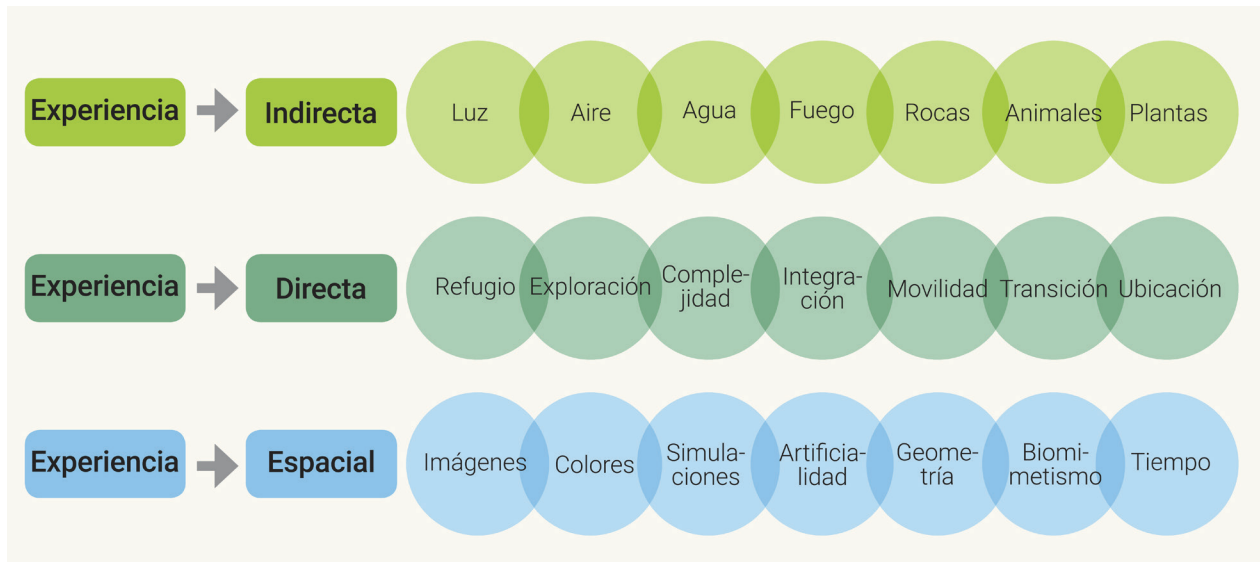 Experiencia Indirecta Luz Aire Agua Fuego Rocas Animales Plantas
Experiencia Directa Refugio Exploración Comple-
jidad Integra-
ción Movilidad Transición Ubicación
Experiencia Espacial Imágenes Colores Simula-
ciones Artificia-
lidad Geome-
tría Biomi-
metismo Tiempo